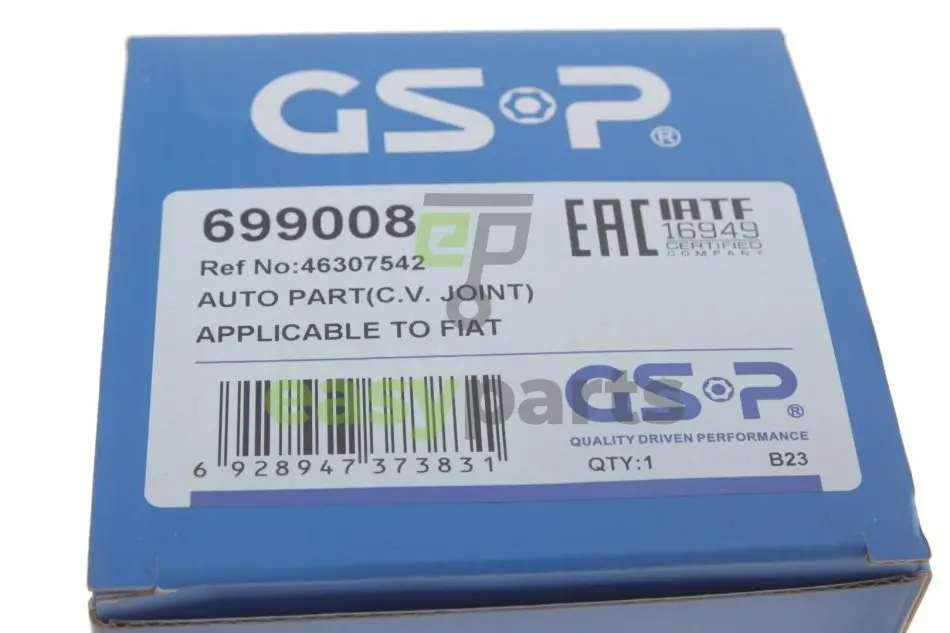 GS·P®
699008
Ref No:46307542
AUTO PART(C.V. JOINT)
APPLICABLE TO FIAT
EAC
IATF
16949
CERTIFIED
COMPANY
ep
easyparts
6 928947 373831
GS·P®
QUALITY DRIVEN PERFORMANCE
QTY:1
B23